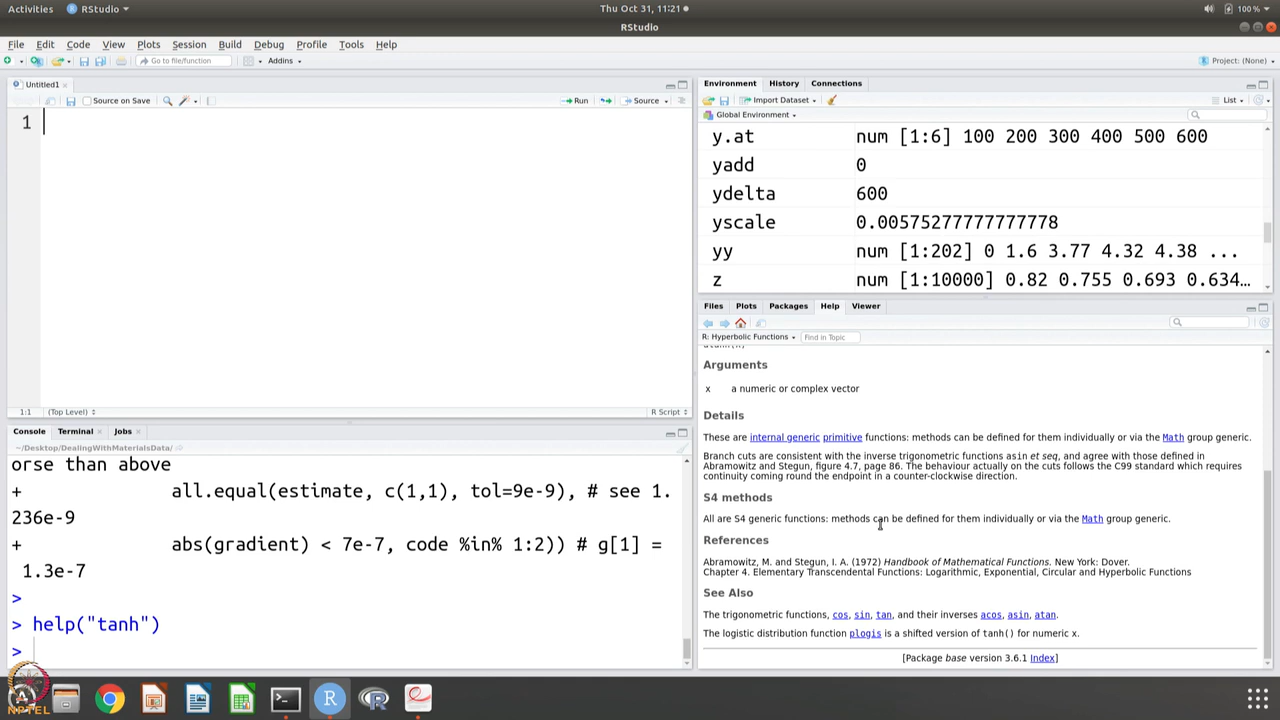 Activities
RStudio
Thu Oct 31, 11:21
100 %
RStudio
File Edit Code View Plots Session Build Debug Profile Tools Help
Go to file/function
Addins
Project: (None)
Untitled1
Source on Save
Run
Source
1
1:1
(Top Level)
R Script
Environment History Connections
Import Dataset
List
Global Environment
y.at num [1:6] 100 200 300 400 500 600
yadd 0
ydelta 600
yscale 0.00575277777777778
yy num [1:202] 0 1.6 3.77 4.32 4.38 ...
z num [1:10000] 0.82 0.755 0.693 0.634…
Files Plots Packages Help Viewer
R: Hyperbolic Functions
Find in Topic
Arguments
x a numeric or complex vector
Details
These are internal generic primitive functions: methods can be defined for them individually or via the Math group generic.
Branch cuts are consistent with the inverse trigonometric functions asin et seq, and agree with those defined in
Abramowitz and Stegun, figure 4.7, page 86. The behaviour actually on the cuts follows the C99 standard which requires
continuity coming round the endpoint in a counter-clockwise direction.
S4 methods
All are S4 generic functions: methods can be defined for them individually or via the Math group generic.
References
Abramowitz, M. and Stegun, I. A. (1972) Handbook of Mathematical Functions. New York: Dover.
Chapter 4. Elementary Transcendental Functions: Logarithmic, Exponential, Circular and Hyperbolic Functions
See Also
The trigonometric functions, cos, sin, tan, and their inverses acos, asin, atan.
The logistic distribution function plogis is a shifted version of tanh() for numeric x.
[Package base version 3.6.1 Index]
Console Terminal Jobs
~/Desktop/DealingWithMaterialsData/
orse than above
+ all.equal(estimate, c(1,1), tol=9e-9), # see 1.
236e-9
+ abs(gradient) < 7e-7, code %in% 1:2)) # g[1] =
1.3e-7
>
> help("tanh")
>
NPTEL